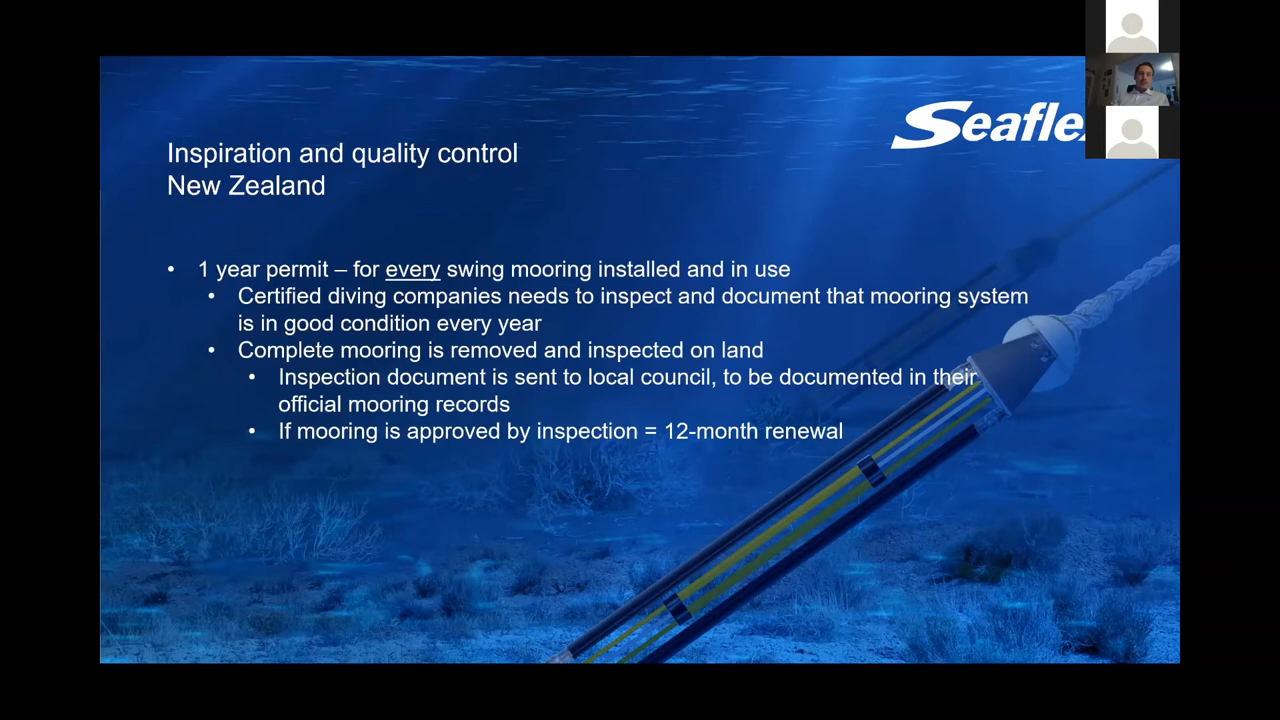 Seafle
Inspiration and quality control
New Zealand
• 1 year permit – for every swing mooring installed and in use
• Certified diving companies needs to inspect and document that mooring system
is in good condition every year
• Complete mooring is removed and inspected on land
• Inspection document is sent to local council, to be documented in their
official mooring records
• If mooring is approved by inspection = 12-month renewal